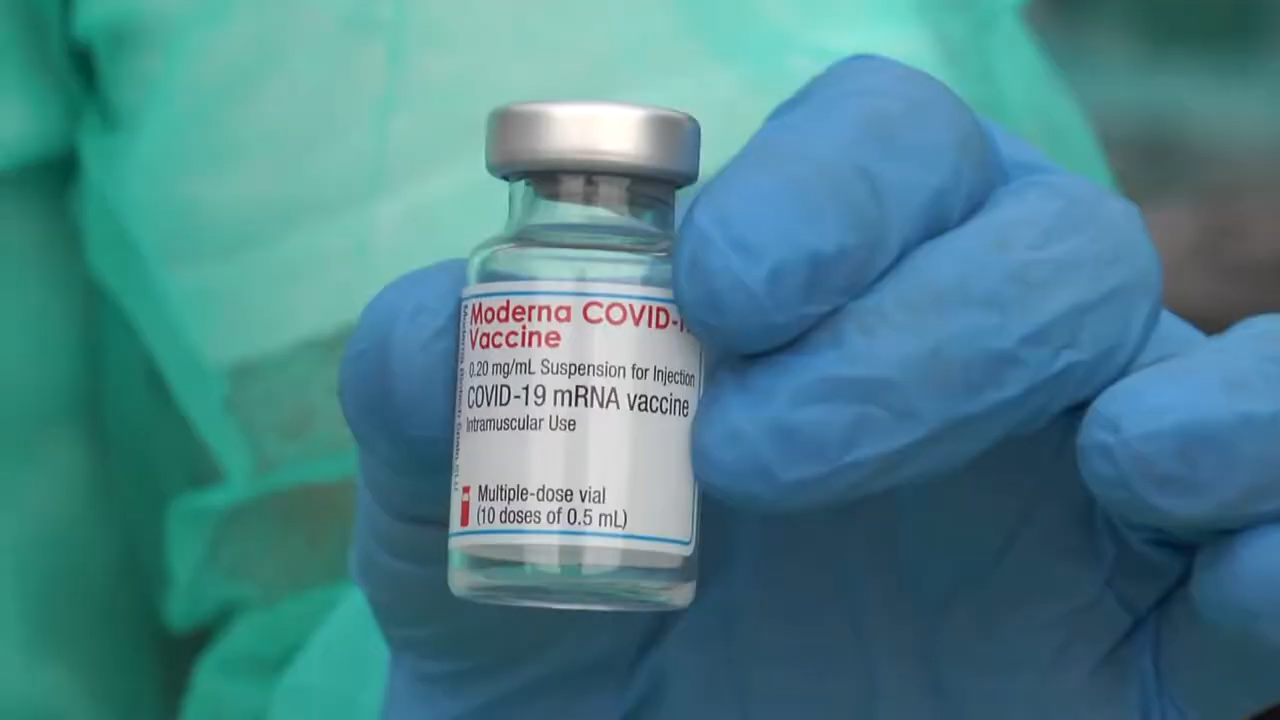 Moderna COVID-1
Vaccine
0.20 mg/mL Suspension for Injection
COVID-19 mRNA vaccine
Intramuscular Use
Multiple-dose vial
(10 doses of 0.5 mL)